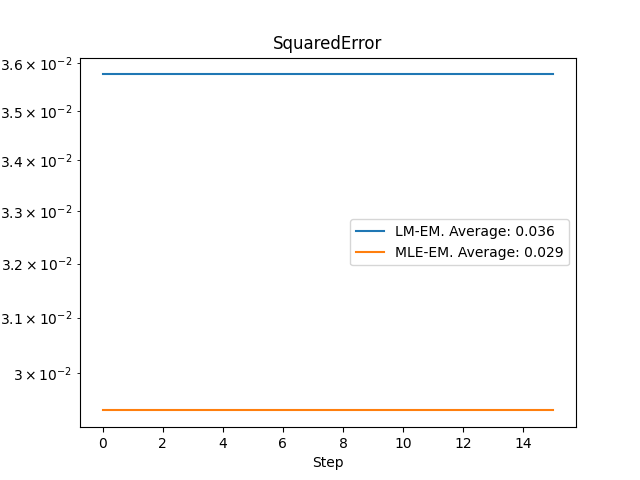 SquaredError
3.6 × 10⁻²
3.5 × 10⁻²
3.4 × 10⁻²
3.3 × 10⁻²
3.2 × 10⁻²
3.1 × 10⁻²
3 × 10⁻²
LM-EM. Average: 0.036
MLE-EM. Average: 0.029
0 2 4 6 8 10 12 14
Step